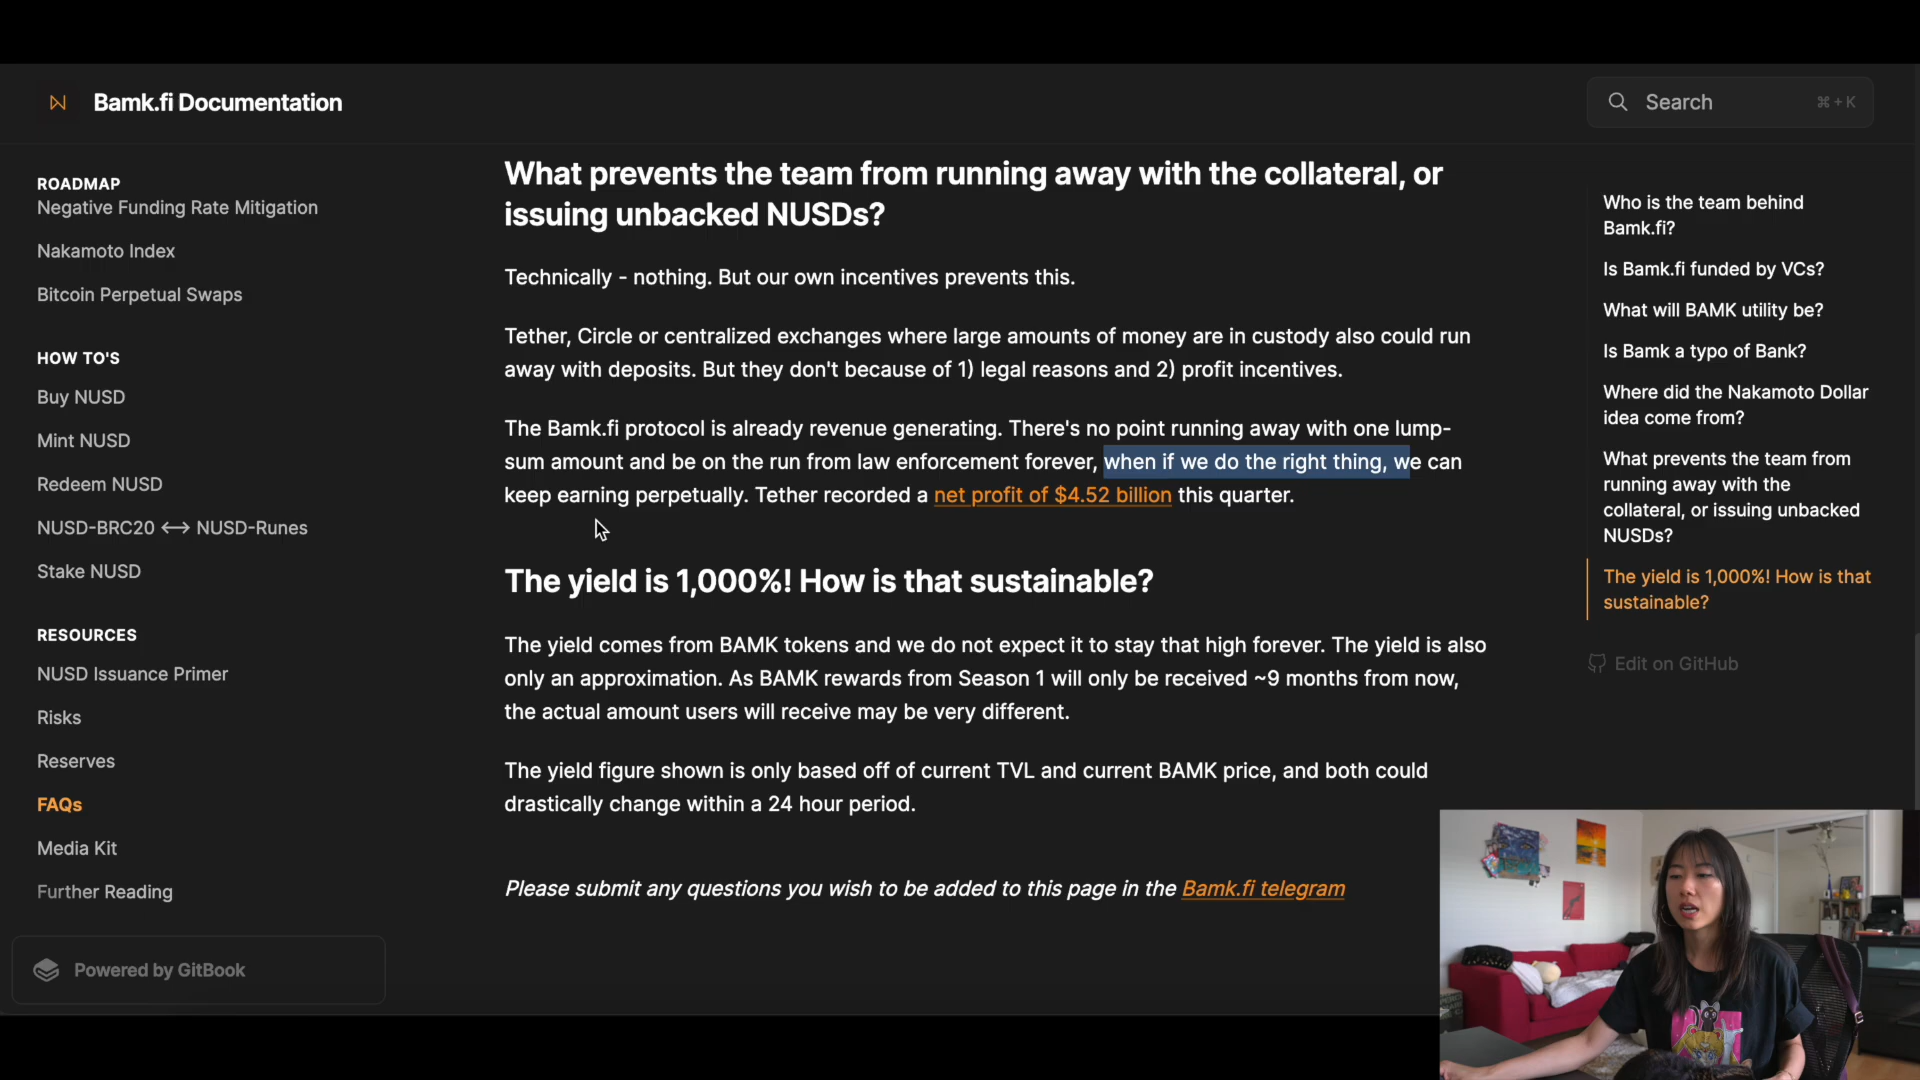 Bamk.fi Documentation
Search
⌘ + K
ROADMAP
Negative Funding Rate Mitigation
Nakamoto Index
Bitcoin Perpetual Swaps
HOW TO'S
Buy NUSD
Mint NUSD
Redeem NUSD
NUSD-BRC20 <-> NUSD-Runes
Stake NUSD
RESOURCES
NUSD Issuance Primer
Risks
Reserves
FAQs
Media Kit
Further Reading
Powered by GitBook
What prevents the team from running away with the collateral, or
issuing unbacked NUSDs?
Technically - nothing. But our own incentives prevents this.
Tether, Circle or centralized exchanges where large amounts of money are in custody also could run
away with deposits. But they don't because of 1) legal reasons and 2) profit incentives.
The Bamk.fi protocol is already revenue generating. There's no point running away with one lump-
sum amount and be on the run from law enforcement forever, when if we do the right thing, we can
keep earning perpetually. Tether recorded a net profit of $4.52 billion this quarter.
The yield is 1,000%! How is that sustainable?
The yield comes from BAMK tokens and we do not expect it to stay that high forever. The yield is also
only an approximation. As BAMK rewards from Season 1 will only be received ~9 months from now,
the actual amount users will receive may be very different.
The yield figure shown is only based off of current TVL and current BAMK price, and both could
drastically change within a 24 hour period.
Please submit any questions you wish to be added to this page in the Bamk.fi telegram
Who is the team behind
Bamk.fi?
Is Bamk.fi funded by VCs?
What will BAMK utility be?
Is Bamk a typo of Bank?
Where did the Nakamoto Dollar
idea come from?
What prevents the team from
running away with the
collateral, or issuing unbacked
NUSDs?
The yield is 1,000%! How is that
sustainable?
Edit on GitHub